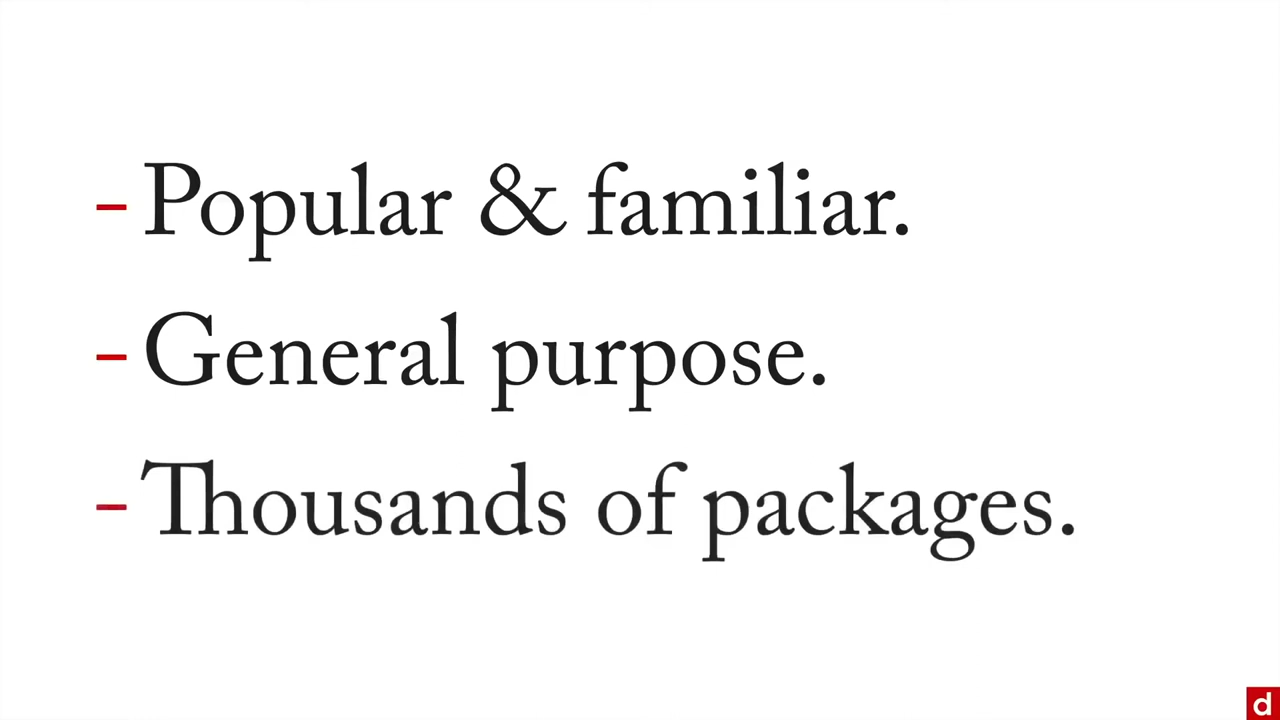 - Popular & familiar.
- General purpose.
- Thousands of packages.
d